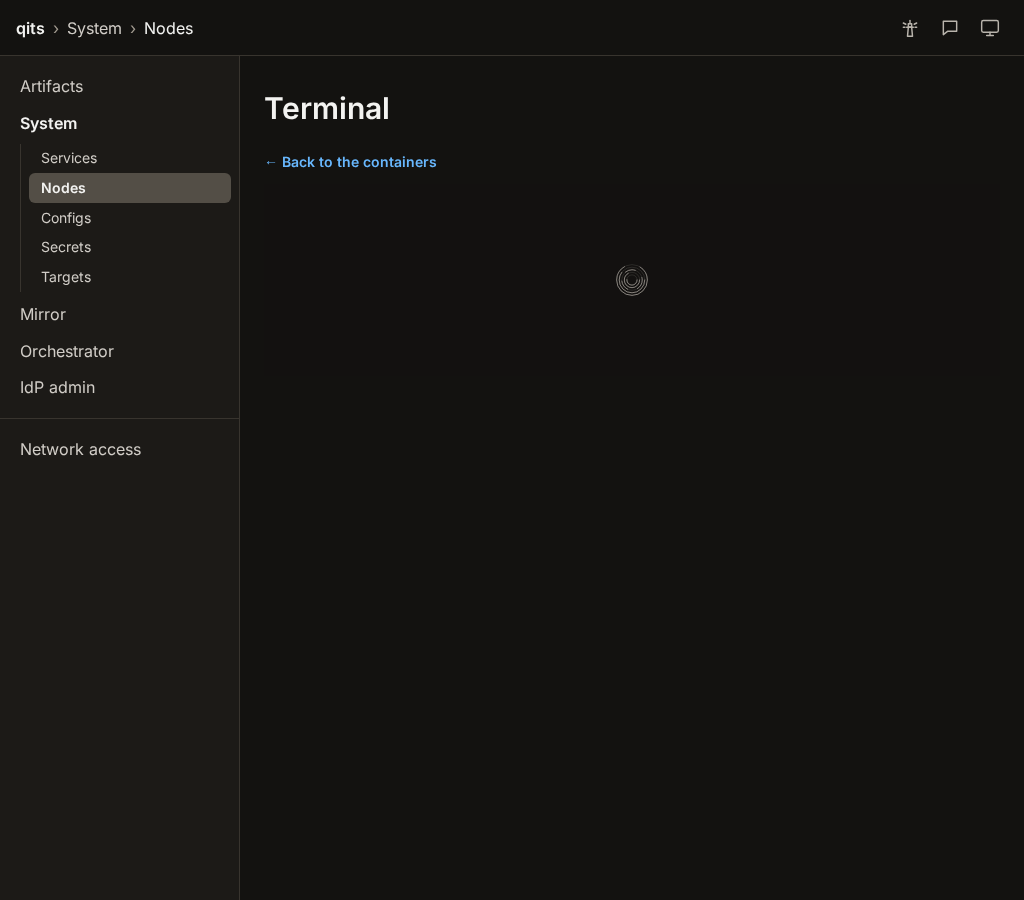 qits › System › Nodes
Artifacts
System
Services
Nodes
Configs
Secrets
Targets
Mirror
Orchestrator
IdP admin
Network access
Terminal
← Back to the containers